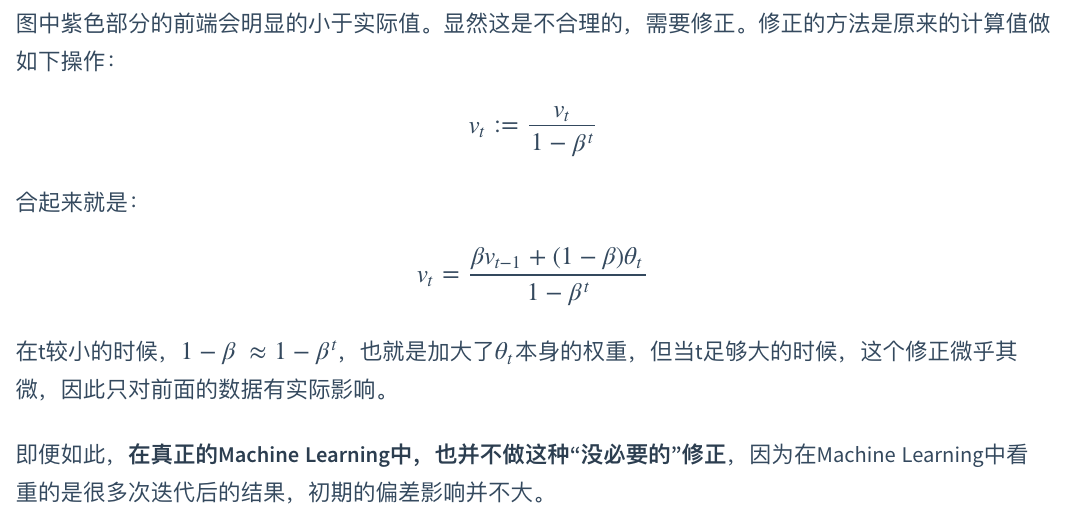 图中紫色部分的前端会明显的小于实际值。显然这是不合理的，需要修正。修正的方法是原来的计算值做
如下操作：
v_t := \frac{v_t}{1 − β^t}
合起来就是：
v_t = \frac{βv_{t−1} + (1 − β)θ_t}{1 − β^t}
在t较小的时候，1 − β ≈ 1 − β^t，也就是加大了θ_t本身的权重，但当t足够大的时候，这个修正微乎其
微，因此只对前面的数据有实际影响。
即便如此，在真正的Machine Learning中，也并不做这种“没必要的”修正，因为在Machine Learning中看
重的是很多次迭代后的结果，初期的偏差影响并不大。